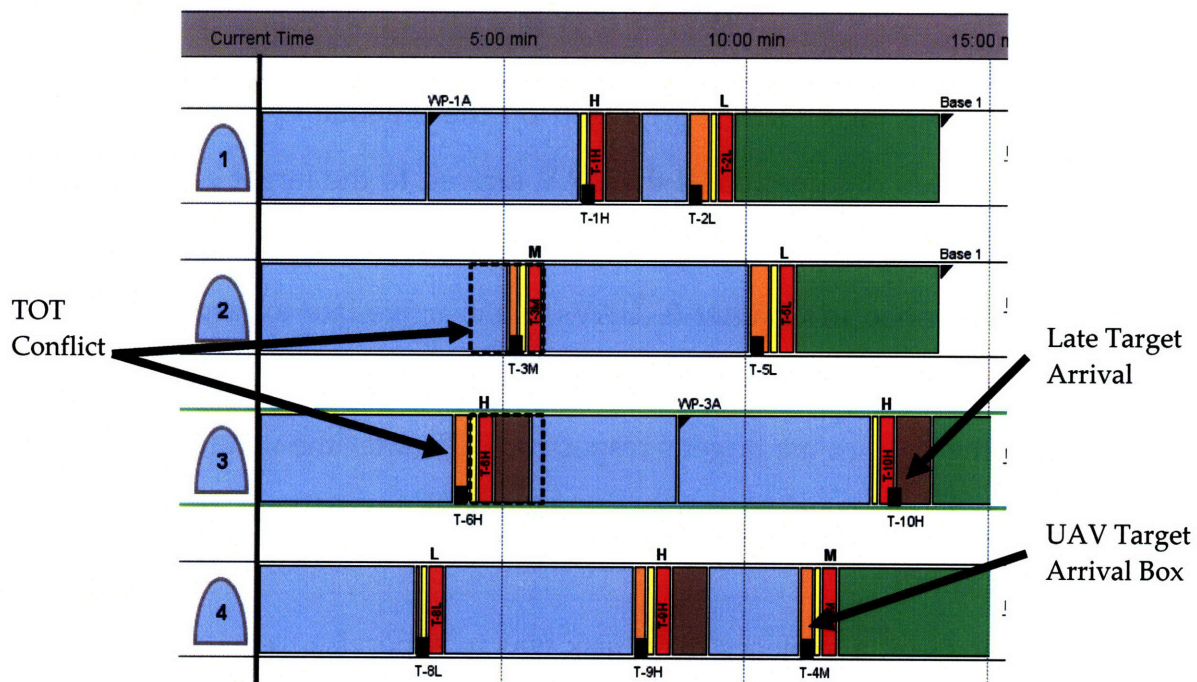 Current Time 5:00 min 10:00 min 15:00 m
WP-1A H L Base 1
1
T-1H T-2L
T-1H T-2L
M L Base 1
2
T-3M T-5L
T-3M T-5L
TOT
Conflict
Late Target
Arrival
H WP-3A H
3
T-6H T-10H
T-6H T-10H
UAV Target
Arrival Box
L H M
4
T-8L T-9H
T-8L T-9H T-4M